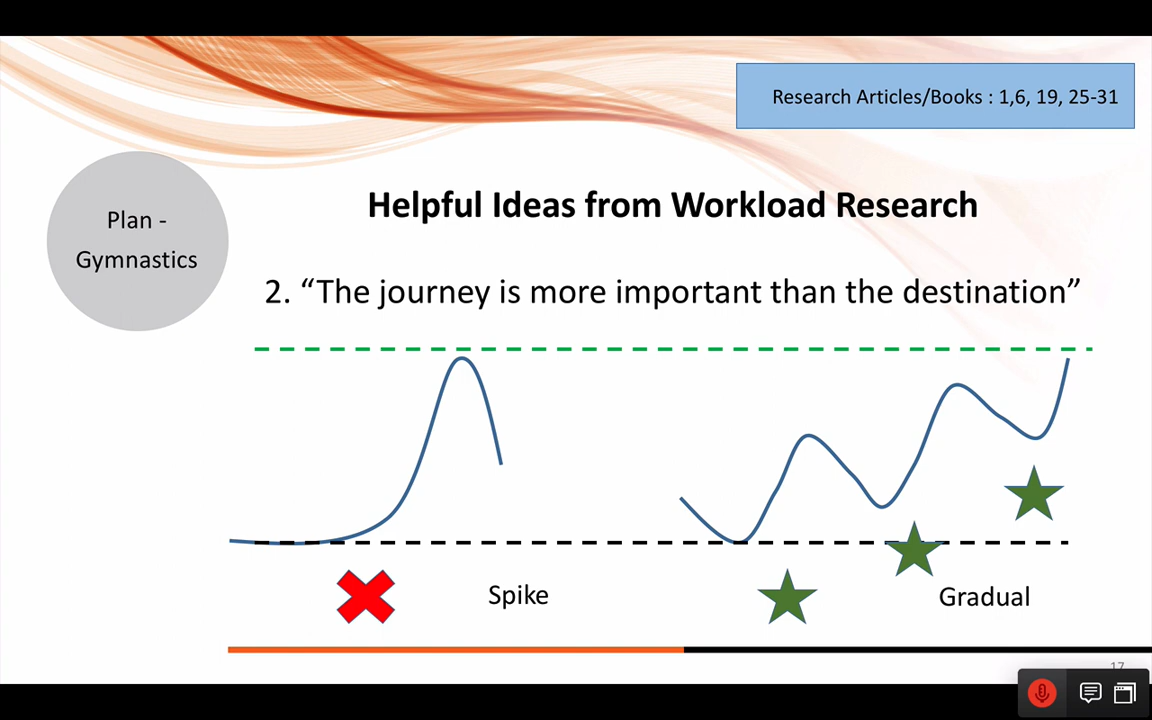 Research Articles/Books : 1,6, 19, 25-31
Plan -
Gymnastics
Helpful Ideas from Workload Research
2. “The journey is more important than the destination”
Spike
Gradual
17